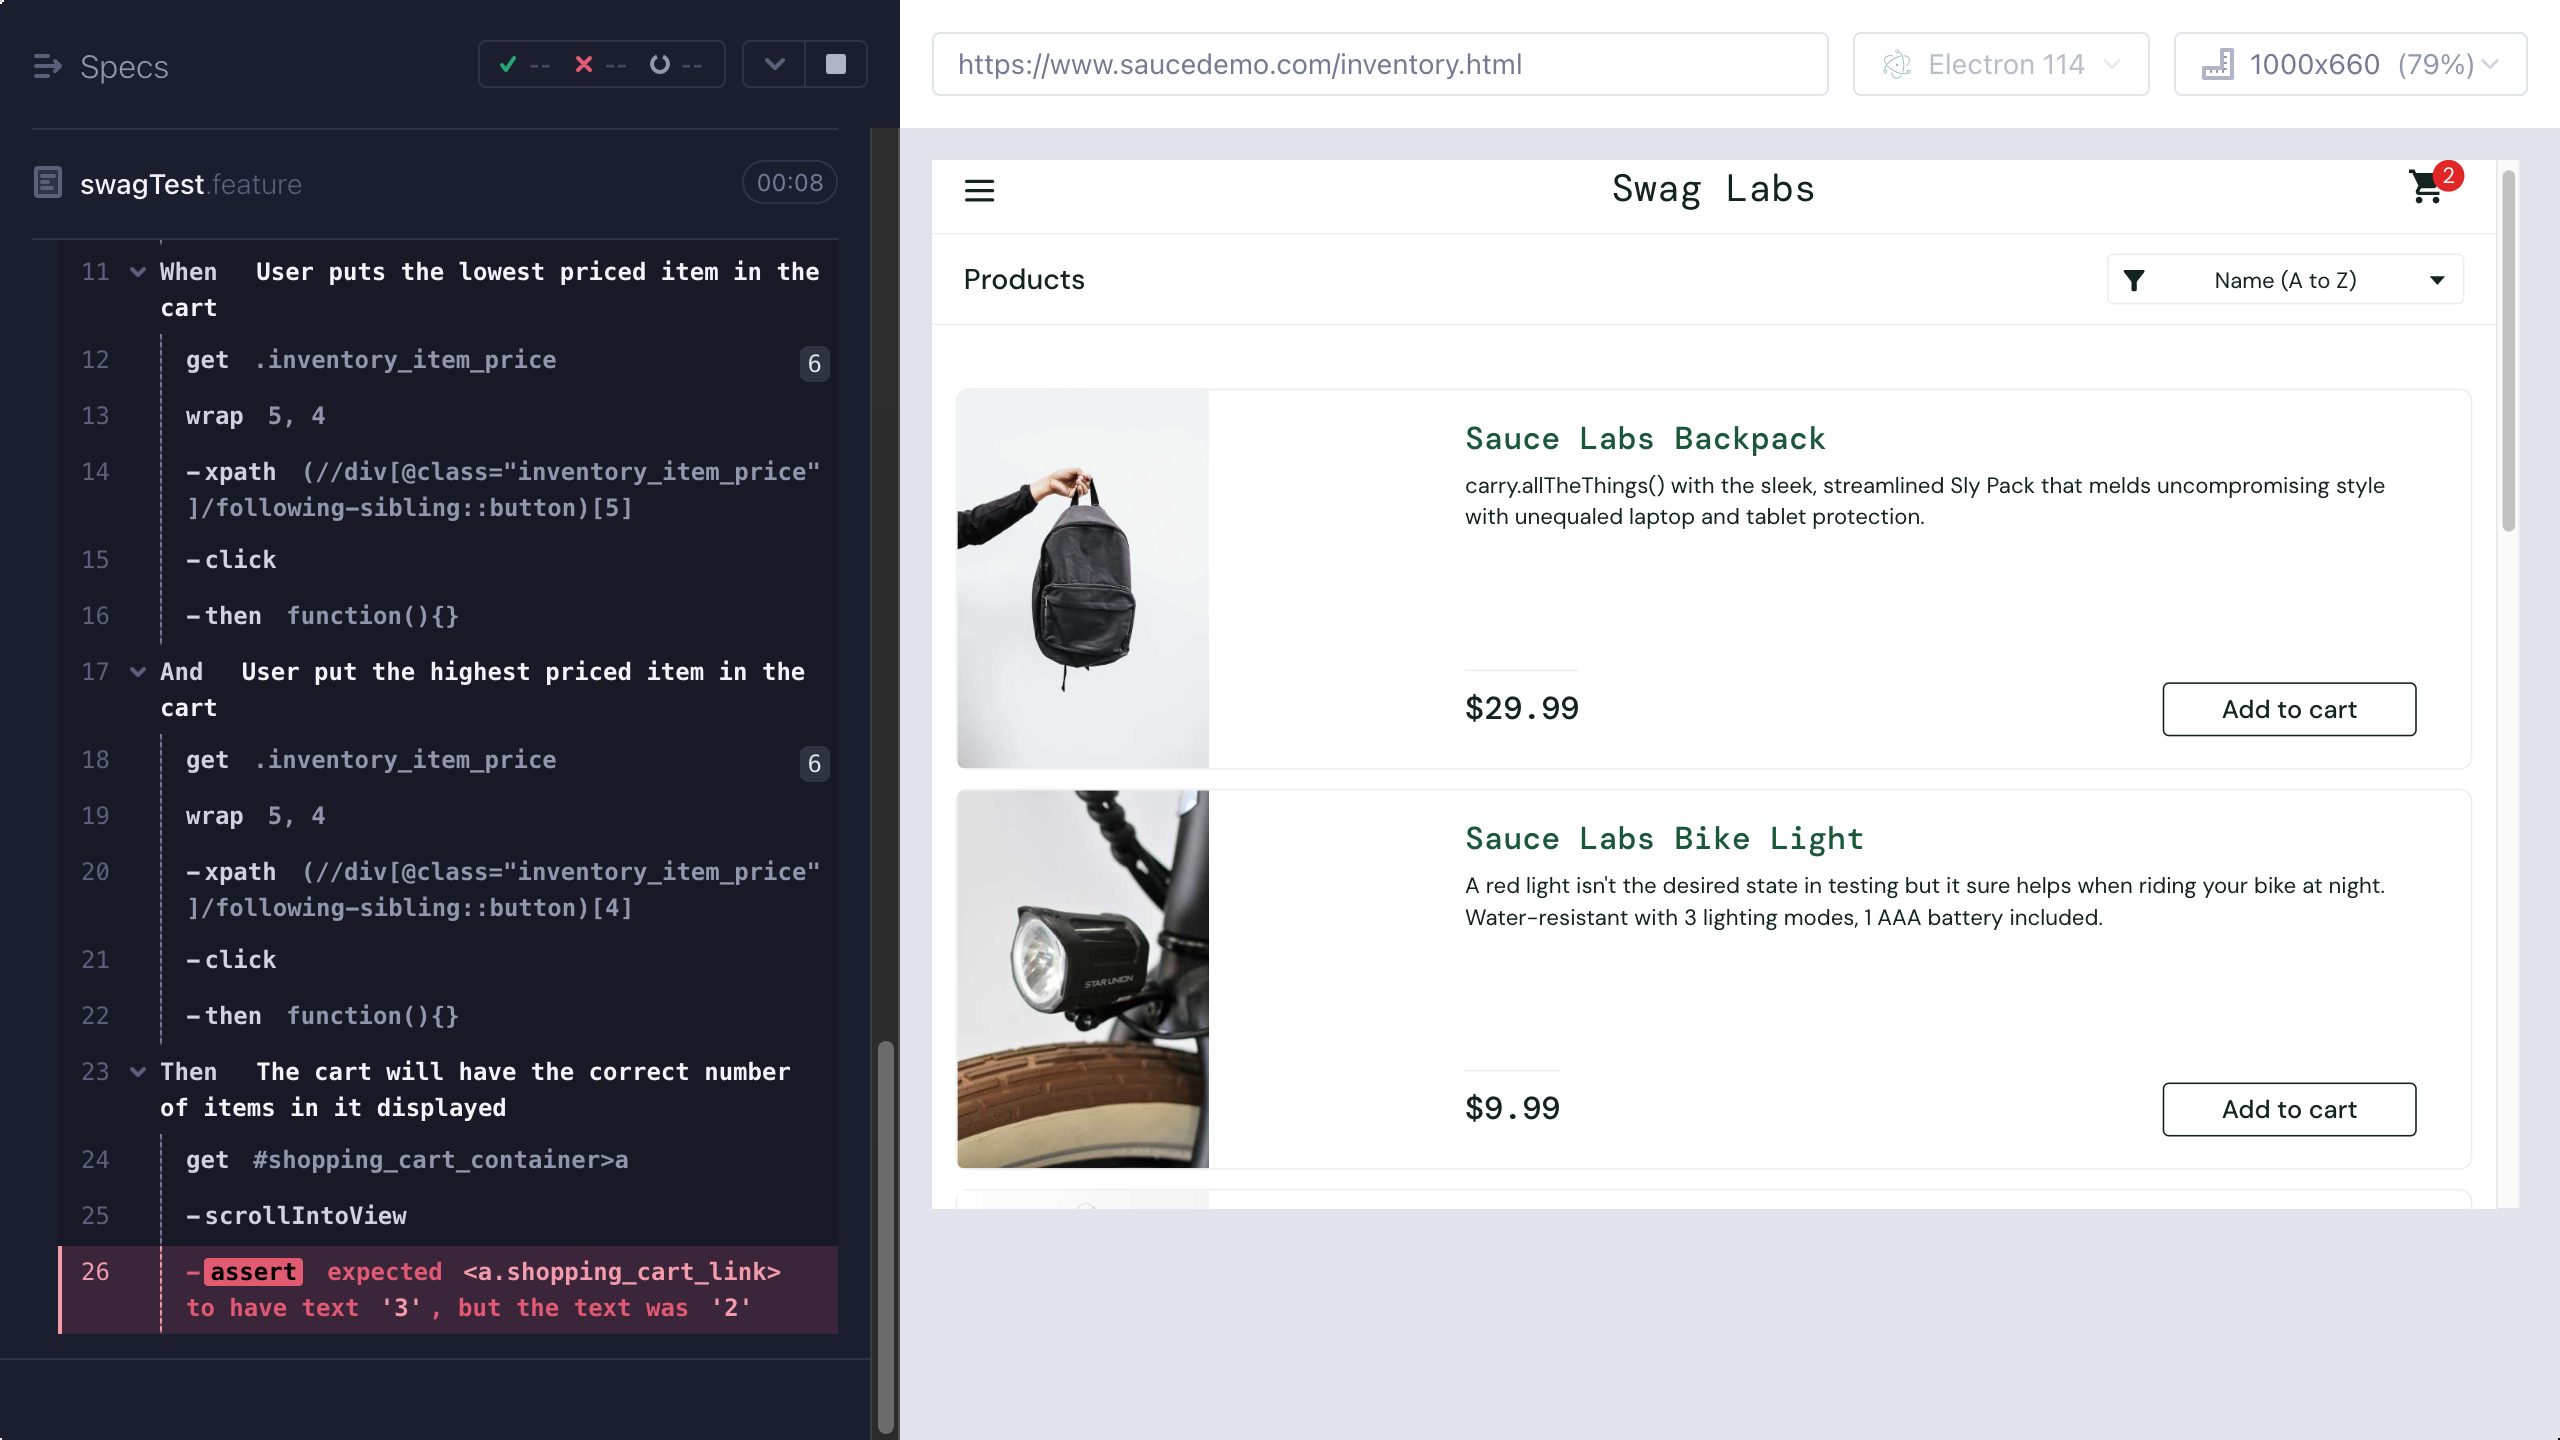 Specs
--
--
--
swagTest.feature
00:08
11 When User puts the lowest priced item in the
cart
12 get .inventory_item_price 6
13 wrap 5, 4
14 -xpath (//div[@class="inventory_item_price"
]/following-sibling::button)[5]
15 -click
16 -then function(){}
17 And User put the highest priced item in the
cart
18 get .inventory_item_price 6
19 wrap 5, 4
20 -xpath (//div[@class="inventory_item_price"
]/following-sibling::button)[4]
21 -click
22 -then function(){}
23 Then The cart will have the correct number
of items in it displayed
24 get #shopping_cart_container>a
25 -scrollIntoView
26 -assert expected <a.shopping_cart_link>
to have text '3', but the text was '2'
https://www.saucedemo.com/inventory.html
Electron 114
1000x660 (79%)
Swag Labs
2
Products
Name (A to Z)
Sauce Labs Backpack
carry.allTheThings() with the sleek, streamlined Sly Pack that melds uncompromising style
with unequaled laptop and tablet protection.
$29.99
Add to cart
Sauce Labs Bike Light
A red light isn't the desired state in testing but it sure helps when riding your bike at night.
Water-resistant with 3 lighting modes, 1 AAA battery included.
STAR UNION
$9.99
Add to cart